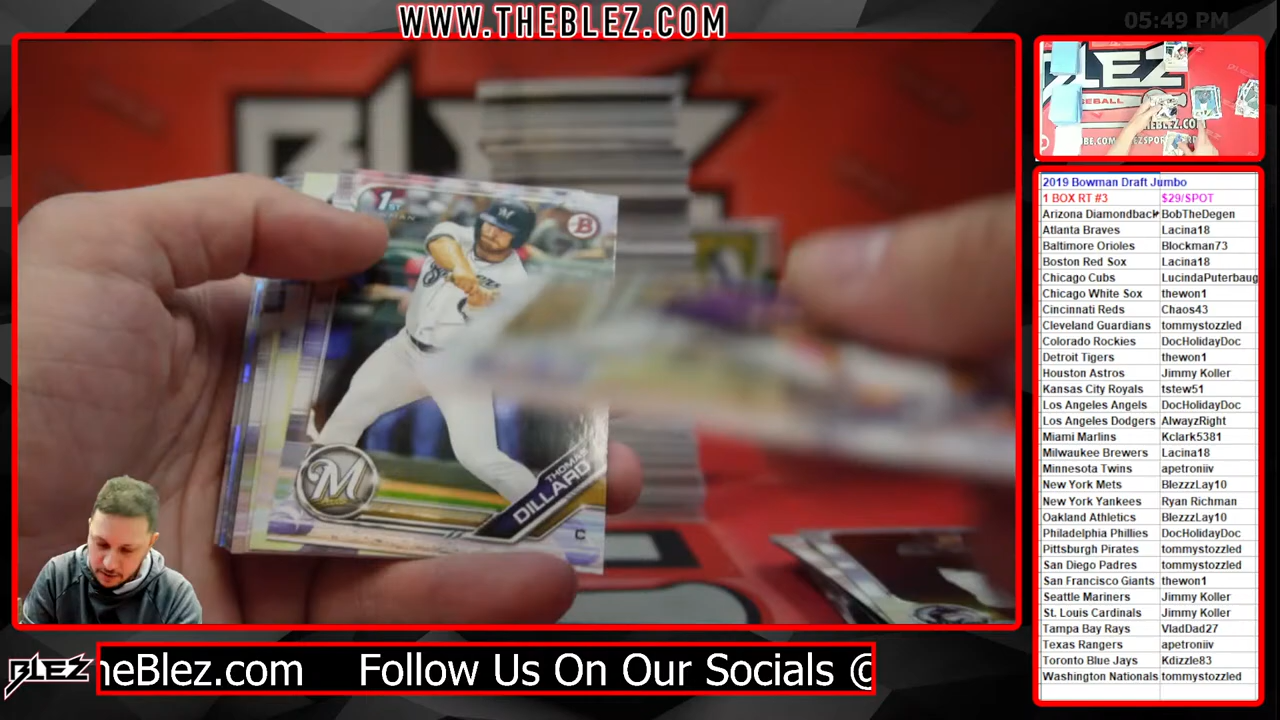 WWW.THEBLEZ.COM
05:49 PM
1st
B
M
THOMAS
DILLARD
C
BLEZ
2019 Bowman Draft Jumbo
1 BOX RT #3 $29/SPOT
Arizona Diamondback BobTheDegen
Atlanta Braves Lacina18
Baltimore Orioles Blockman73
Boston Red Sox Lacina18
Chicago Cubs LucindaPuterbaug
Chicago White Sox thewon1
Cincinnati Reds Chaos43
Cleveland Guardians tommystozzled
Colorado Rockies DocHolidayDoc
Detroit Tigers thewon1
Houston Astros Jimmy Koller
Kansas City Royals tstew51
Los Angeles Angels DocHolidayDoc
Los Angeles Dodgers AlwayzRight
Miami Marlins Kclark5381
Milwaukee Brewers Lacina18
Minnesota Twins apetroniiv
New York Mets BlezzzLay10
New York Yankees Ryan Richman
Oakland Athletics BlezzzLay10
Philadelphia Phillies DocHolidayDoc
Pittsburgh Pirates tommystozzled
San Diego Padres tommystozzled
San Francisco Giants thewon1
Seattle Mariners Jimmy Koller
St. Louis Cardinals Jimmy Koller
Tampa Bay Rays VladDad27
Texas Rangers apetroniiv
Toronto Blue Jays Kdizzle83
Washington Nationals tommystozzled
BLEZ
heBlez.com Follow Us On Our Socials @